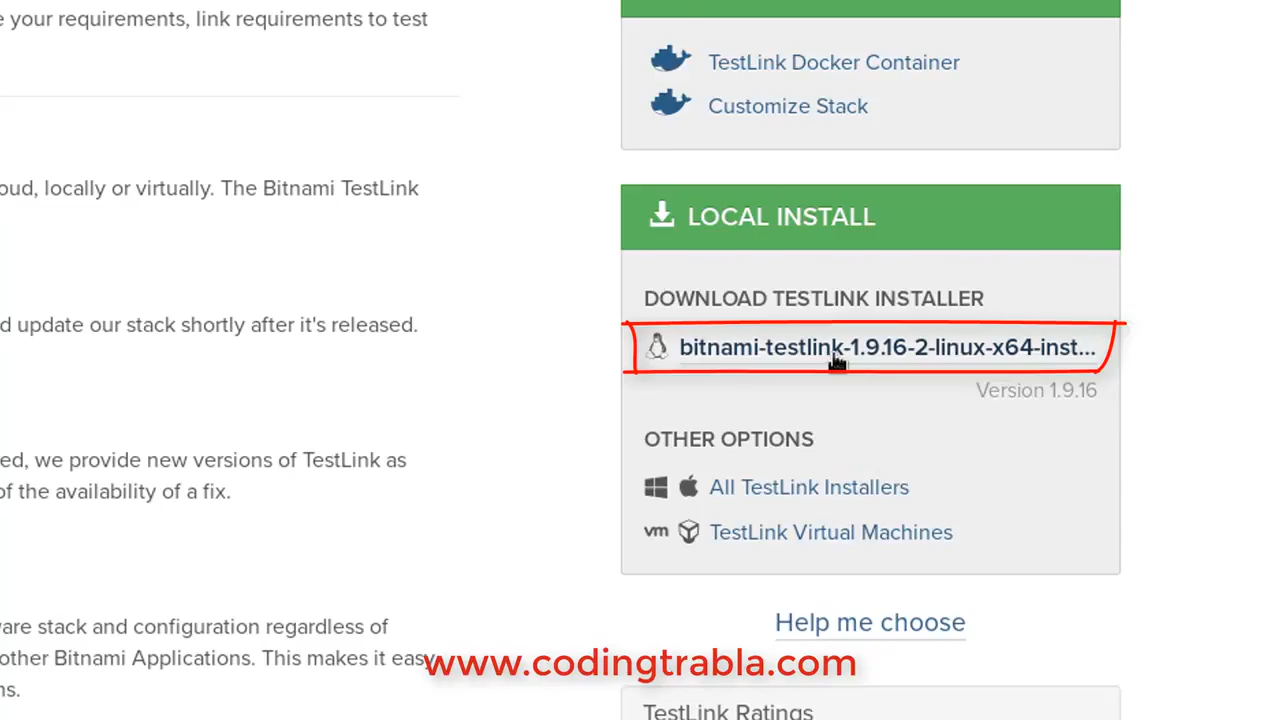 e your requirements, link requirements to test
oud, locally or virtually. The Bitnami TestLink
d update our stack shortly after it's released.
ed, we provide new versions of TestLink as
of the availability of a fix.
are stack and configuration regardless of
other Bitnami Applications. This makes it easy
ns.
TestLink Docker Container
Customize Stack
LOCAL INSTALL
DOWNLOAD TESTLINK INSTALLER
bitnami-testlink-1.9.16-2-linux-x64-inst...
Version 1.9.16
OTHER OPTIONS
All TestLink Installers
vm TestLink Virtual Machines
Help me choose
www.codingtrabla.com
TestLink Ratings